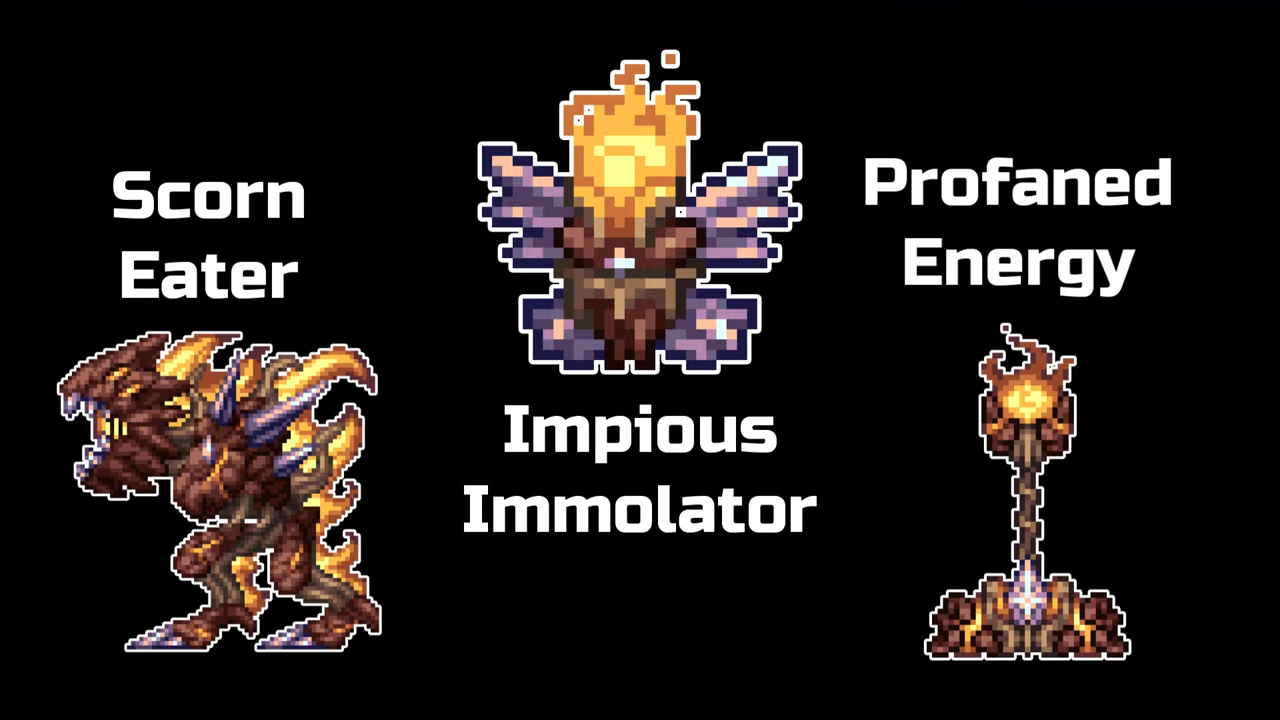 Scorn
Eater
Impious
Immolator
Profaned
Energy